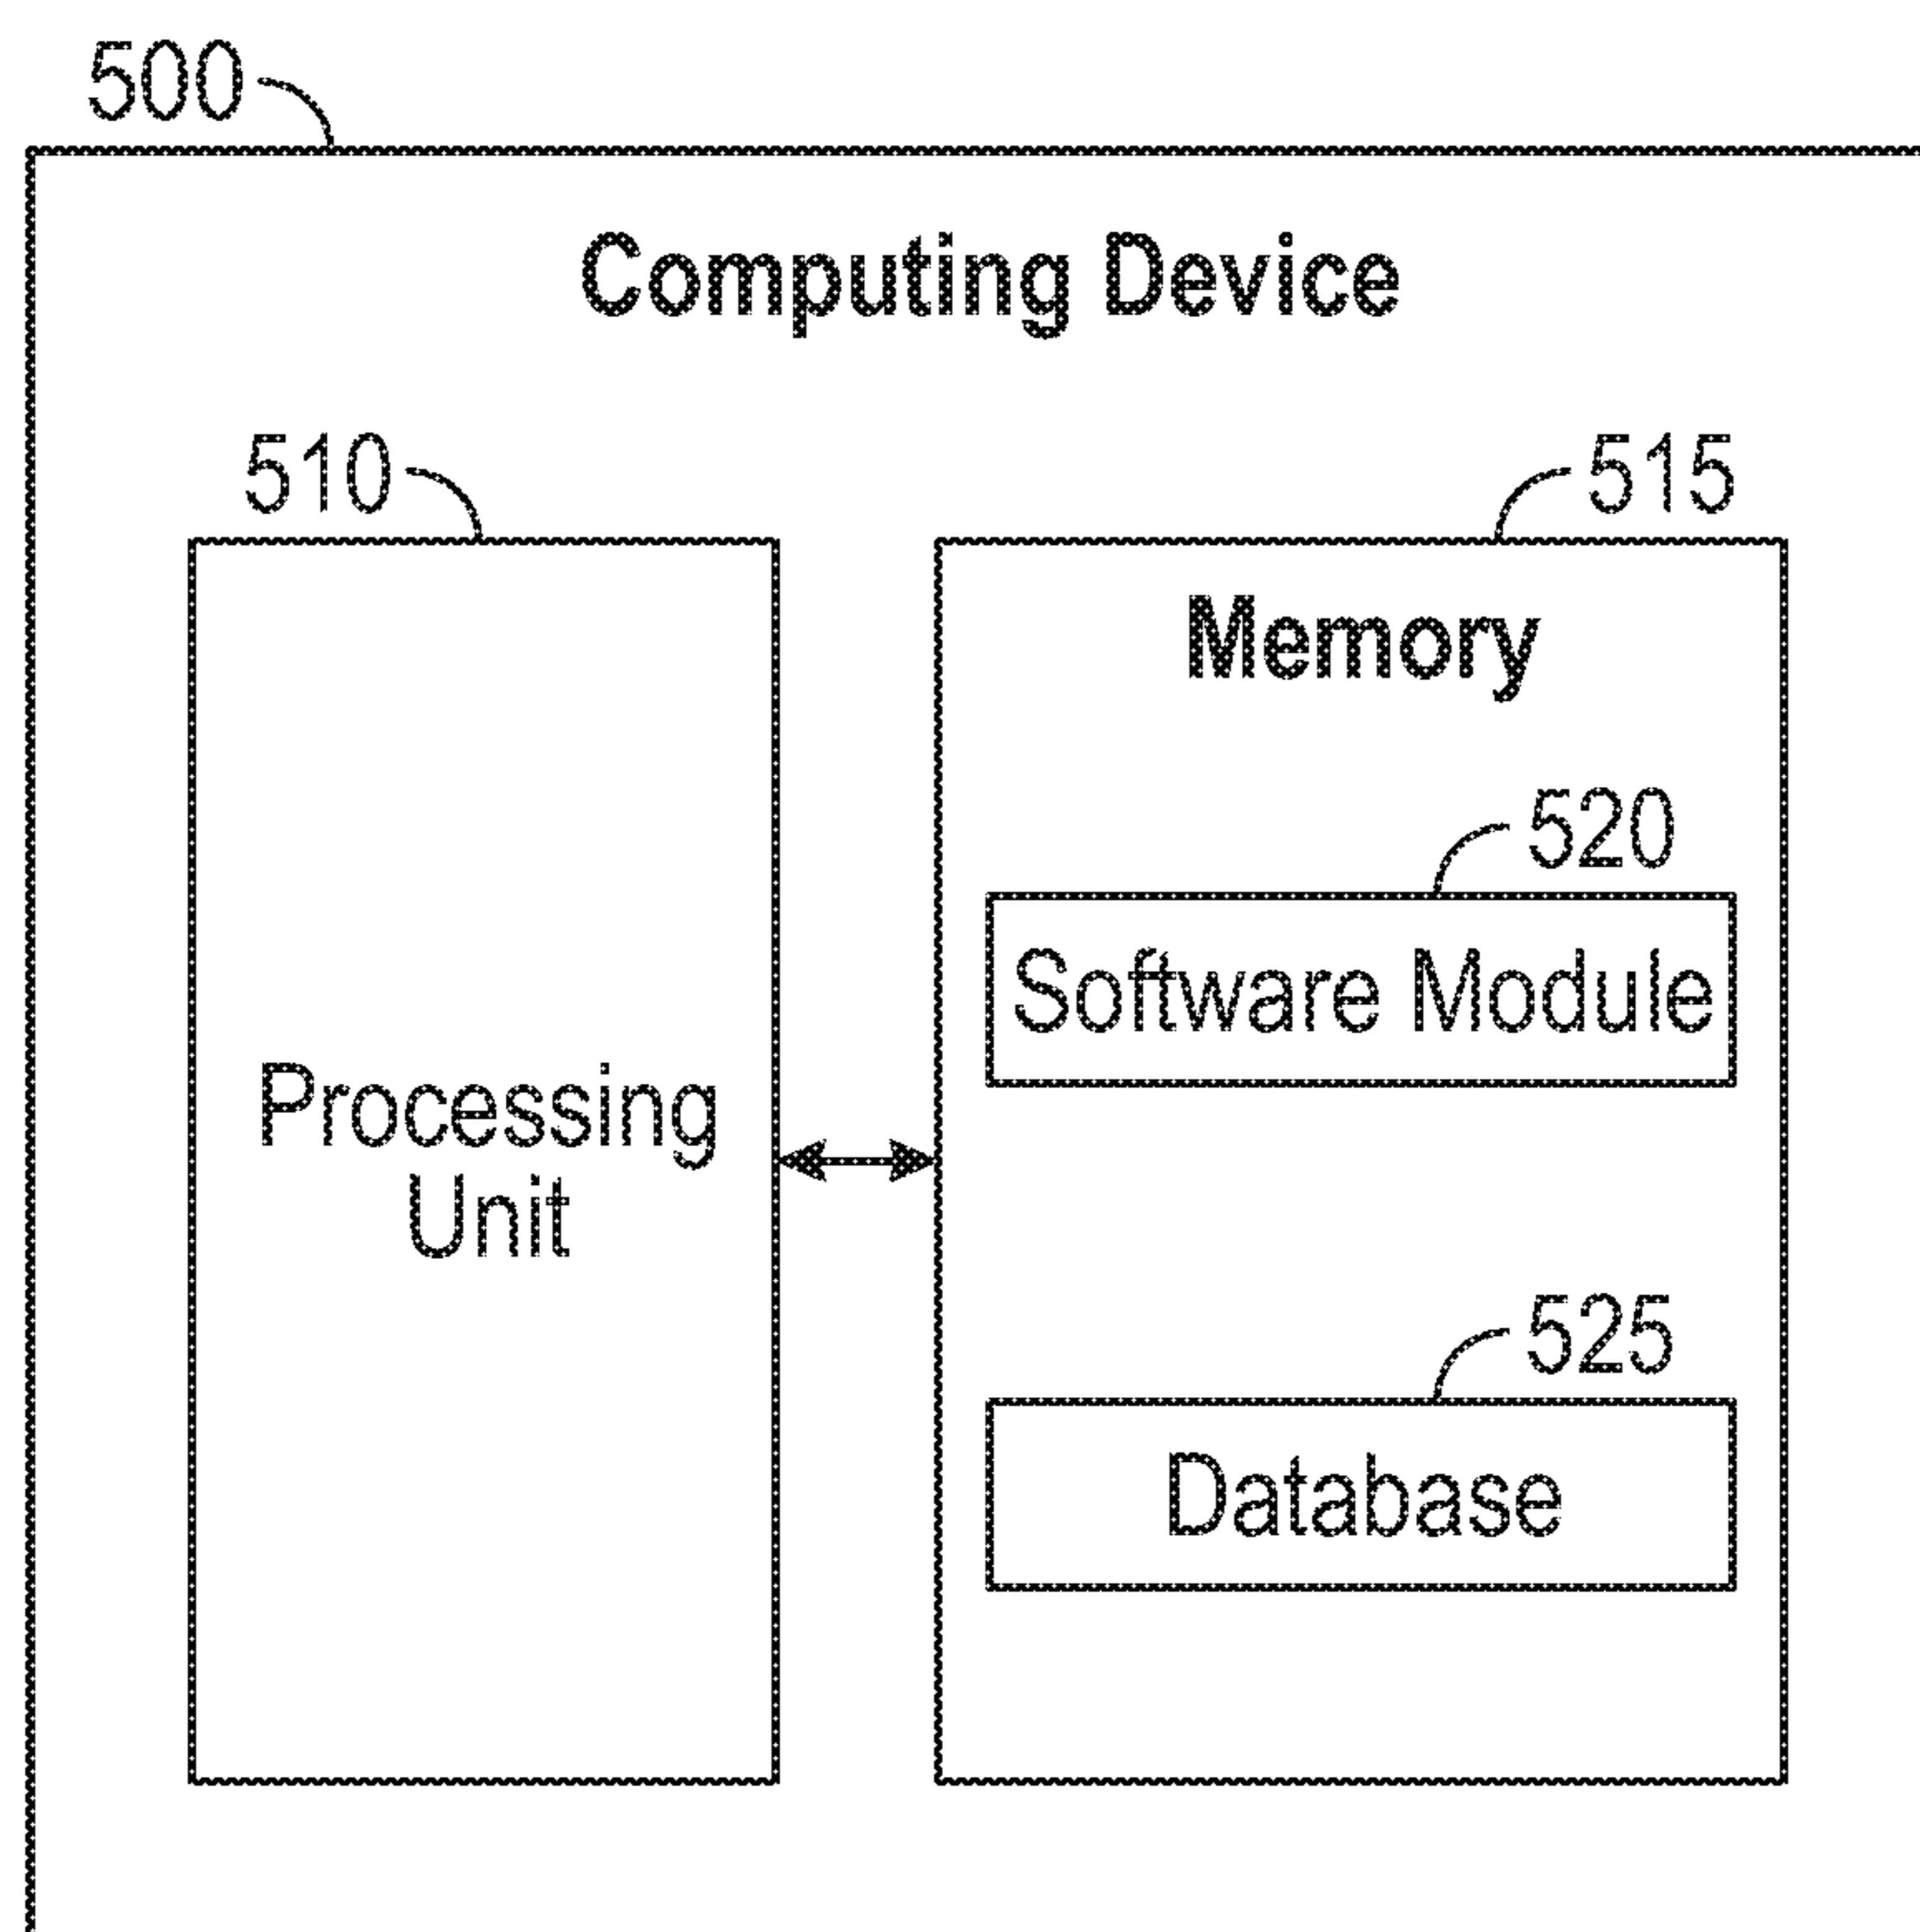 500
Computing Device
510
515
Memory
520
Software Module
Processing
Unit
525
Database